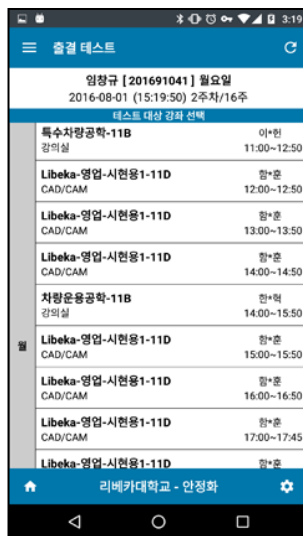 3:19
출결 테스트
임창규 [ 201691041 ] 월요일
2016-08-01 (15:19:50) 2주차/16주
테스트 대상 강좌 선택
월
특수차량공학-11B 이*헌
강의실 11:00~12:50
Libeka-영업-시현용1-11D 함*훈
CAD/CAM 12:00~12:50
Libeka-영업-시현용1-11D 함*훈
CAD/CAM 13:00~13:50
Libeka-영업-시현용1-11D 함*훈
CAD/CAM 14:00~14:50
차량운용공학-11B 한*혁
강의실 14:00~15:50
Libeka-영업-시현용1-11D 함*훈
CAD/CAM 15:00~15:50
Libeka-영업-시현용1-11D 함*훈
CAD/CAM 16:00~16:50
Libeka-영업-시현용1-11D 함*훈
CAD/CAM 17:00~17:45
Libeka-영업-시현용1-11D 함*훈
리베카대학교 - 안정화